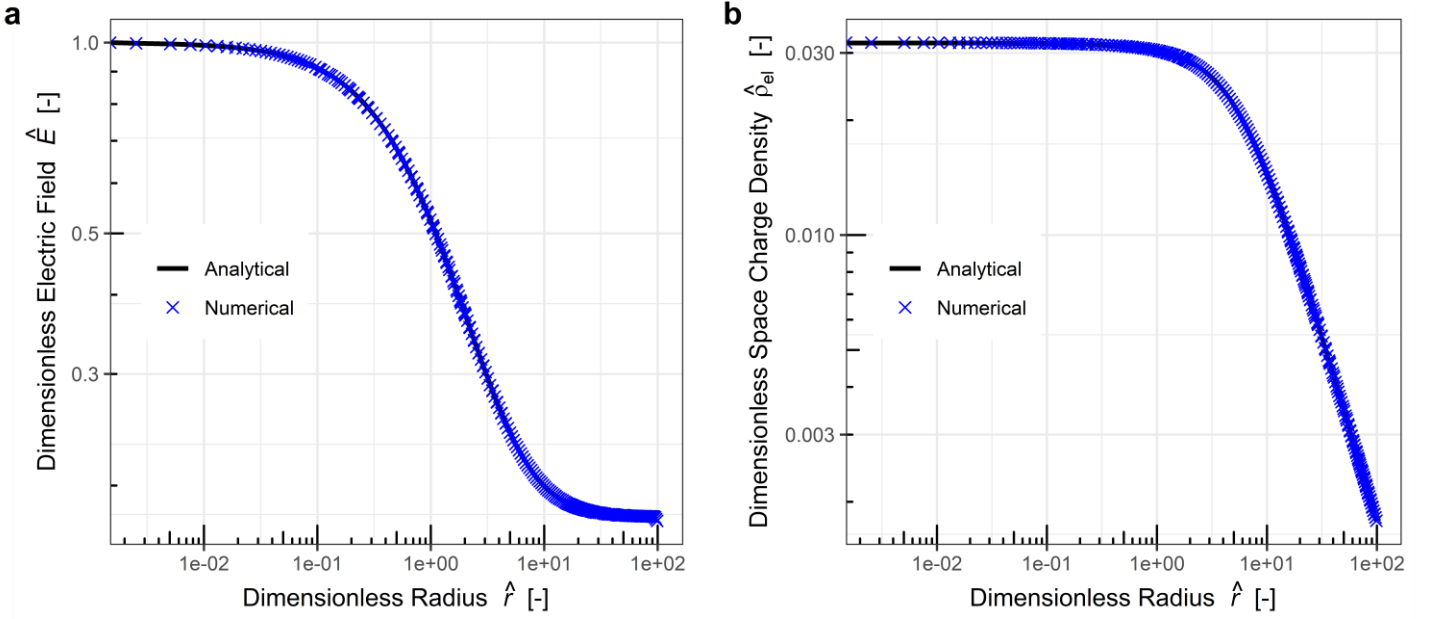 a
Dimensionless Electric Field Ê [-]
1.0
0.5
0.3
Analytical
Numerical
1e-02 1e-01 1e+00 1e+01 1e+02
Dimensionless Radius r̂ [-]
b
Dimensionless Space Charge Density ρ̂el [-]
0.030
0.010
0.003
Analytical
Numerical
1e-02 1e-01 1e+00 1e+01 1e+02
Dimensionless Radius r̂ [-]